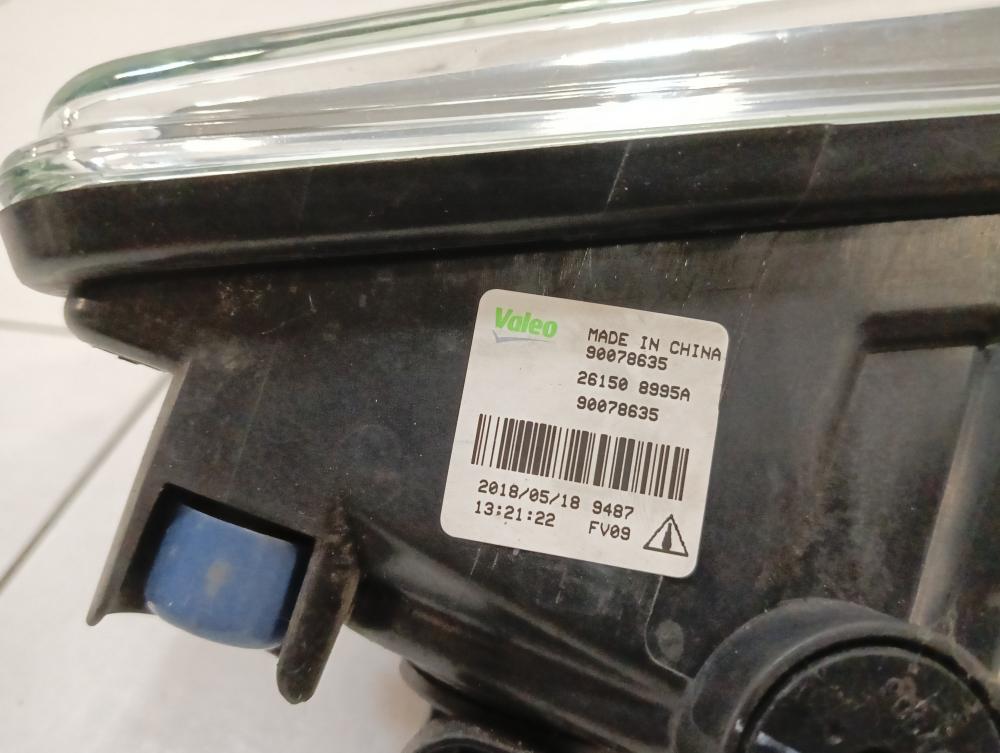 Valeo
MADE IN CHINA
90078635
26150 8995A
90078635
2018/05/18 9487
13:21:22 FV09